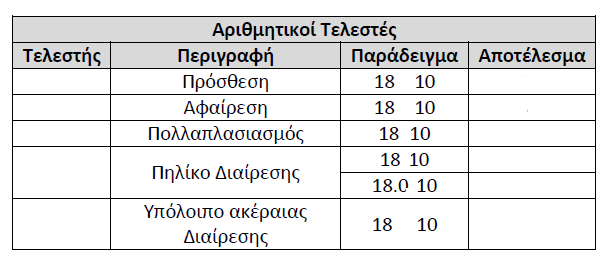 Αριθμητικοί Τελεστές
Τελεστής Περιγραφή Παράδειγμα Αποτέλεσμα
Πρόσθεση 18 10
Αφαίρεση 18 10
Πολλαπλασιασμός 18 10
Πηλίκο Διαίρεσης 18 10
18.0 10
Υπόλοιπο ακέραιας
Διαίρεσης 18 10